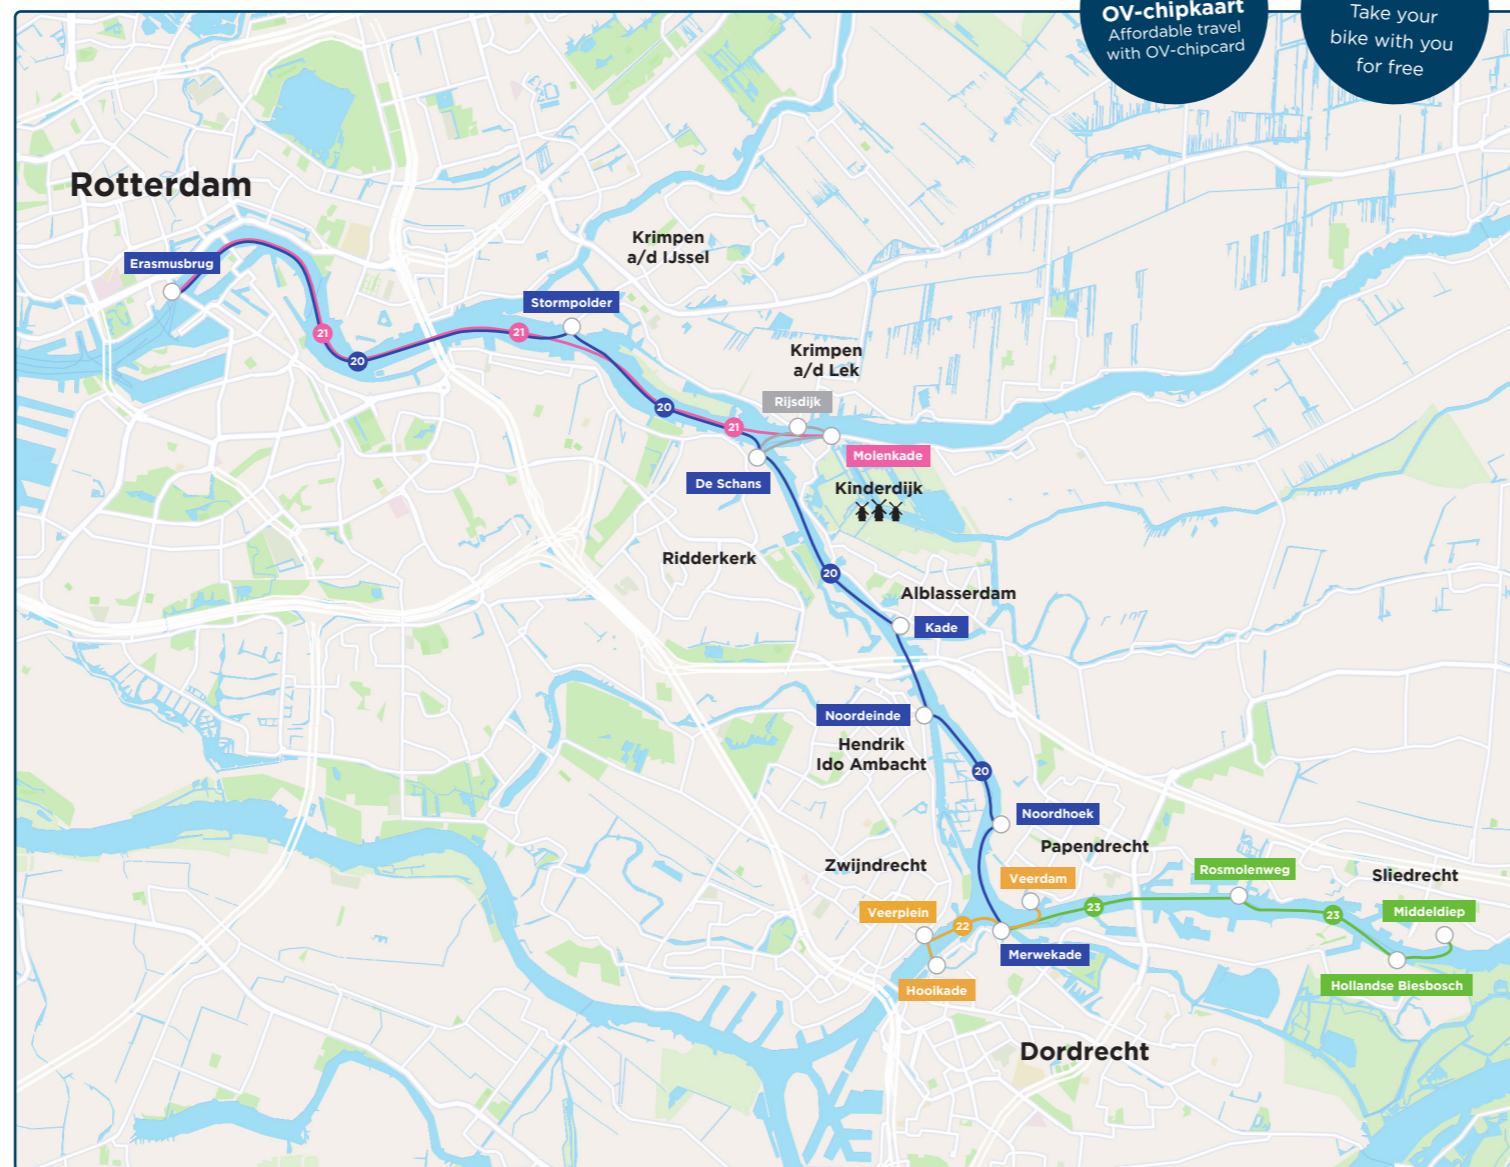 OV-chipkaart
Affordable travel
with OV-chipcard
Take your
bike with you
for free
Rotterdam
Erasmusbrug
Krimpen
a/d IJssel
Stormpolder
21
21
20
Krimpen
a/d Lek
Rijsdijk
20
21
Molenkade
De Schans
Kinderdijk
Ridderkerk
20
Alblasserdam
Kade
Noordeinde
Hendrik
Ido Ambacht
20
Noordhoek
Papendrecht
Zwijndrecht
Veerdam
Rosmolenweg
Sliedrecht
Veerplein
22
23
23
Middeldiep
Merwekade
Hooikade
Hollandse Biesbosch
Dordrecht